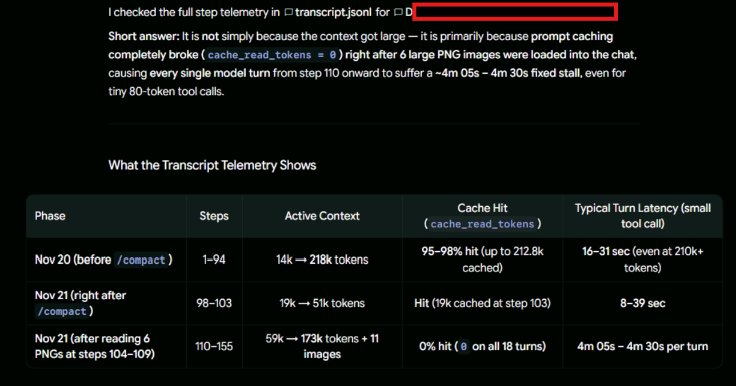 I checked the full step telemetry in transcript.jsonl for D
Short answer: It is not simply because the context got large — it is primarily because prompt caching
completely broke ( cache_read_tokens = 0 ) right after 6 large PNG images were loaded into the chat,
causing every single model turn from step 110 onward to suffer a ~4m 05s – 4m 30s fixed stall, even for
tiny 80-token tool calls.
What the Transcript Telemetry Shows
Phase
Steps
Active Context
Cache Hit
( cache_read_tokens )
Typical Turn Latency (small
tool call)
Nov 20 (before /compact )
1–94
14k ⟹ 218k tokens
95–98% hit (up to 212.8k
cached)
16–31 sec (even at 210k+
tokens)
Nov 21 (right after
/compact )
98–103
19k → 51k tokens
Hit (19k cached at step 103)
8–39 sec
Nov 21 (after reading 6
PNGs at steps 104–109)
110–155
59k → 173k tokens + 11
images
0% hit ( 0 on all 18 turns)
4m 05s – 4m 30s per turn